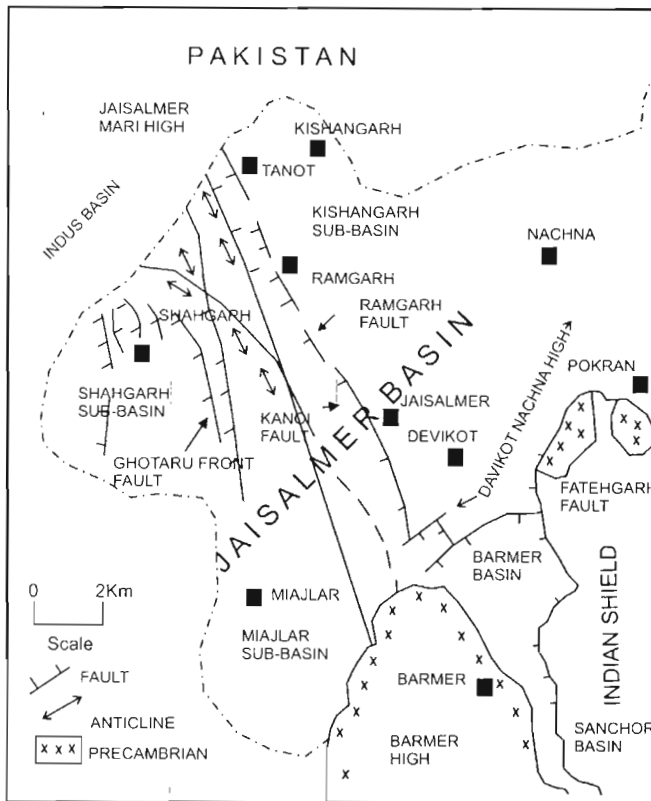 PAKISTAN
JAISALMER
MARI HIGH
KISHANGARH
TANOT
INDUS BASIN
KISHANGARH
SUB-BASIN
NACHNA
RAMGARH
RAMGARH
FAULT
SHAHGARH
POKRAN
SHAHGARH
SUB-BASIN
KANOI
FAULT
JAISALMER
DEVIKOT
DAVIKOT NACHNA HIGH
GHOTARU FRONT
FAULT
JAISALMER BASIN
FATEHGARH
FAULT
BARMER
BASIN
INDIAN SHIELD
MIAJLAR
MIAJLAR
SUB-BASIN
BARMER
BARMER
HIGH
SANCHOR
BASIN
0 2Km
Scale
FAULT
ANTICLINE
x x x PRECAMBRIAN